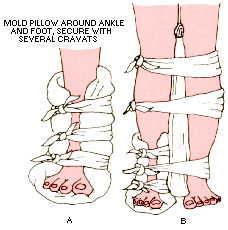 MOLD PILLOW AROUND ANKLE
AND FOOT, SECURE WITH
SEVERAL CRAVATS
A
B